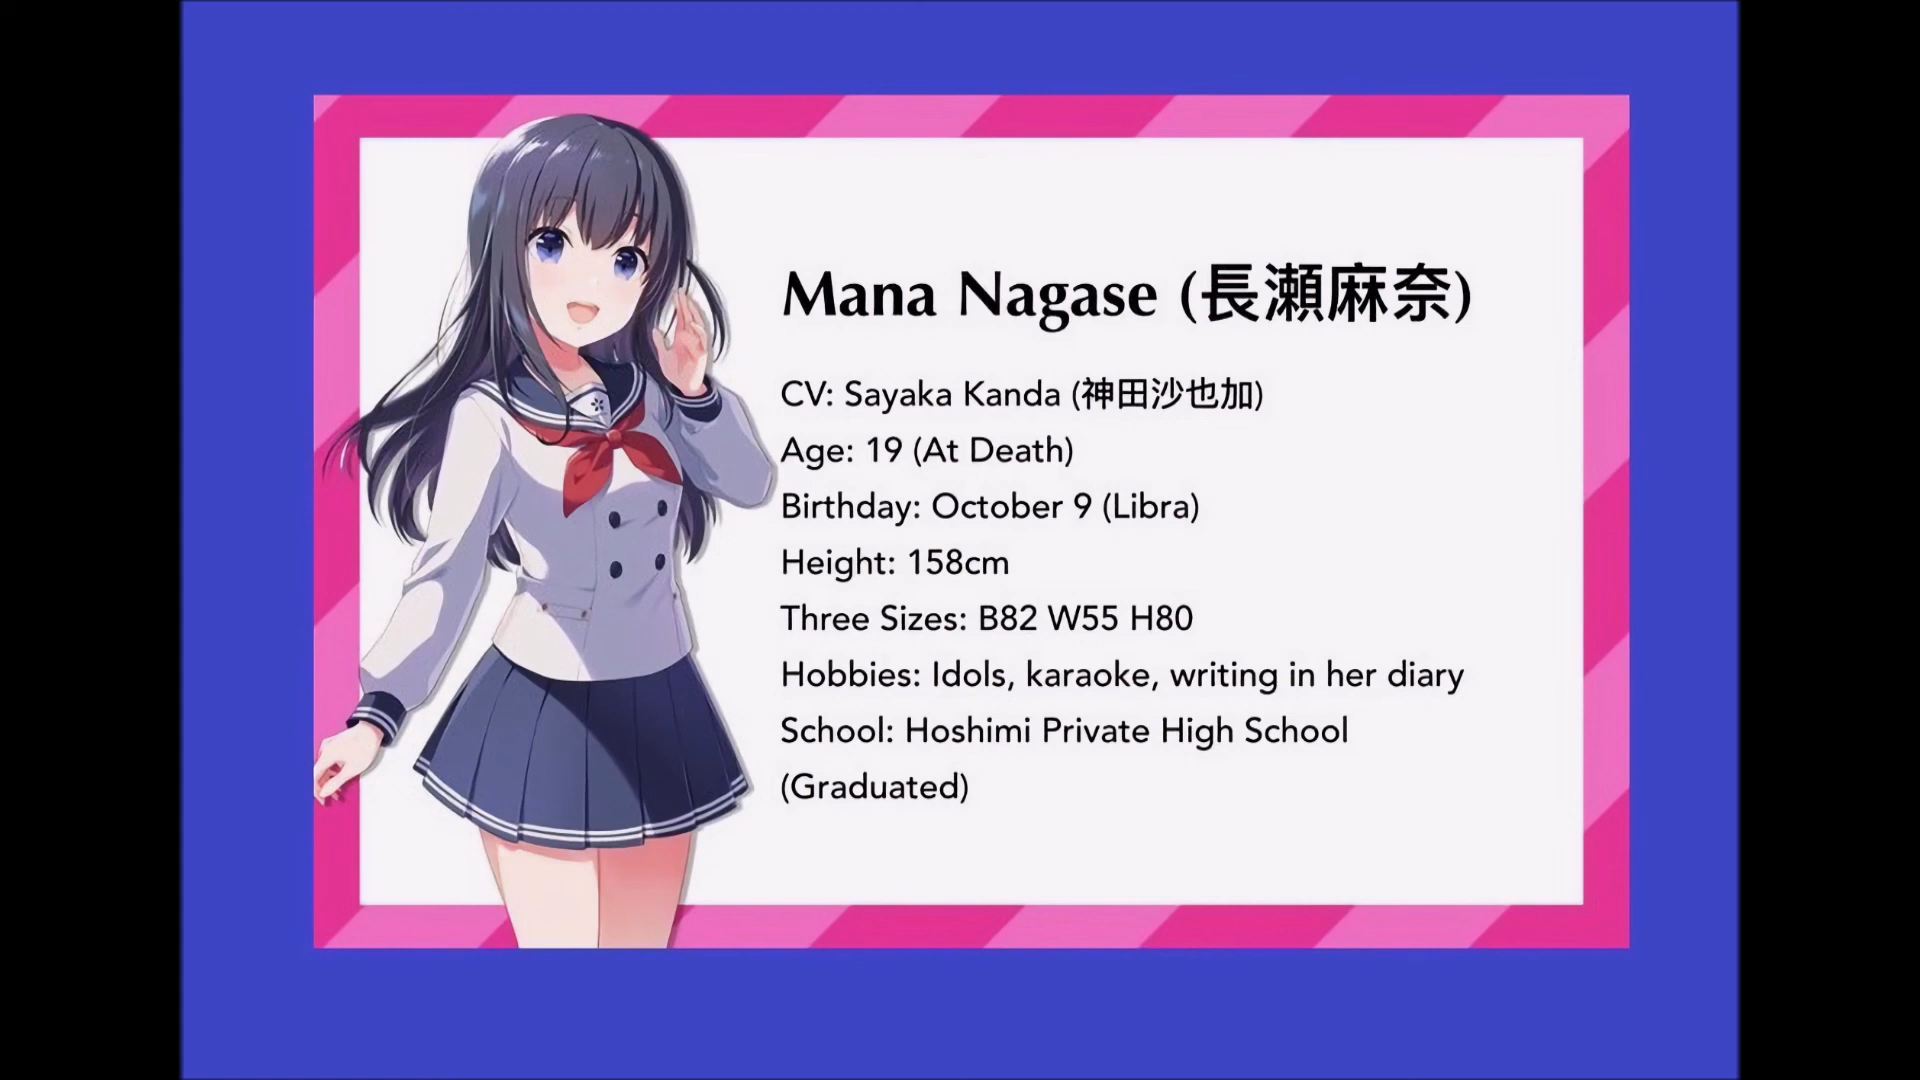 Mana Nagase (長瀬麻奈)
CV: Sayaka Kanda (神田沙也加)
Age: 19 (At Death)
Birthday: October 9 (Libra)
Height: 158cm
Three Sizes: B82 W55 H80
Hobbies: Idols, karaoke, writing in her diary
School: Hoshimi Private High School
(Graduated)